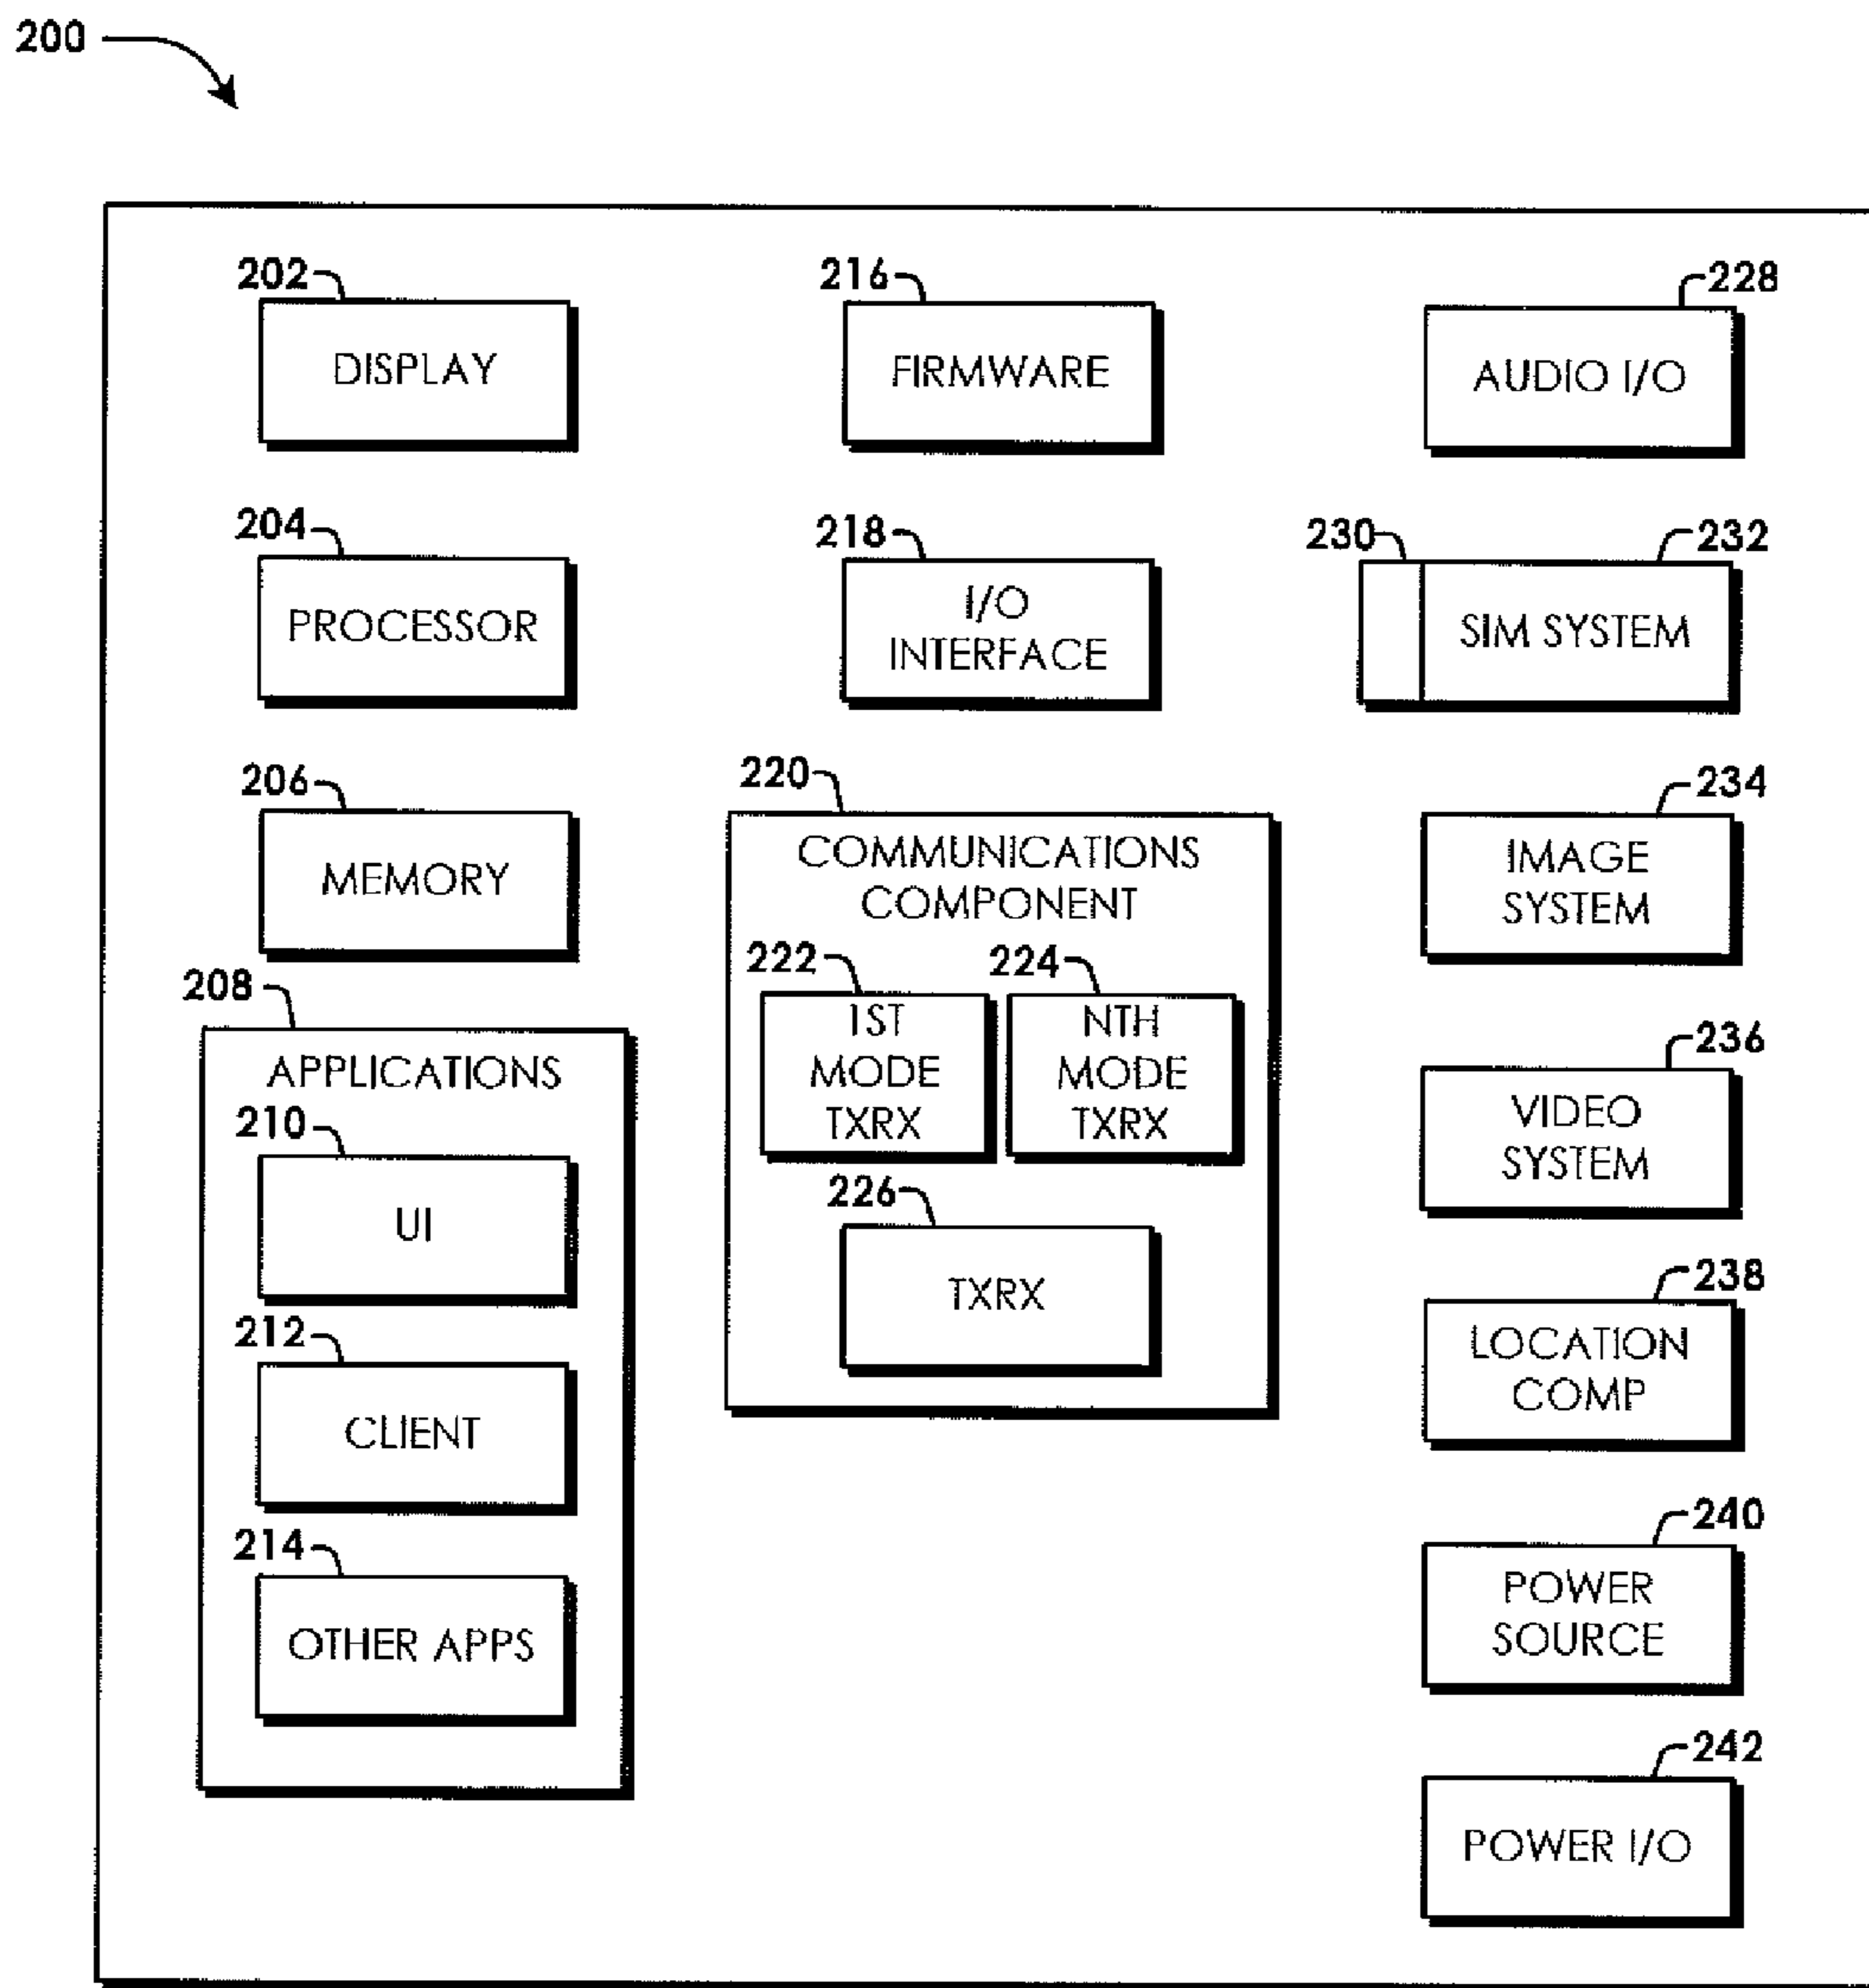 200
202
DISPLAY
204
PROCESSOR
206
MEMORY
208
APPLICATIONS
210
UI
212
CLIENT
214
OTHER APPS
216
FIRMWARE
218
I/O
INTERFACE
220
COMMUNICATIONS
COMPONENT
222
1ST
MODE
TXRX
224
NTH
MODE
TXRX
226
TXRX
228
AUDIO I/O
230
232
SIM SYSTEM
234
IMAGE
SYSTEM
236
VIDEO
SYSTEM
238
LOCATION
COMP
240
POWER
SOURCE
242
POWER I/O